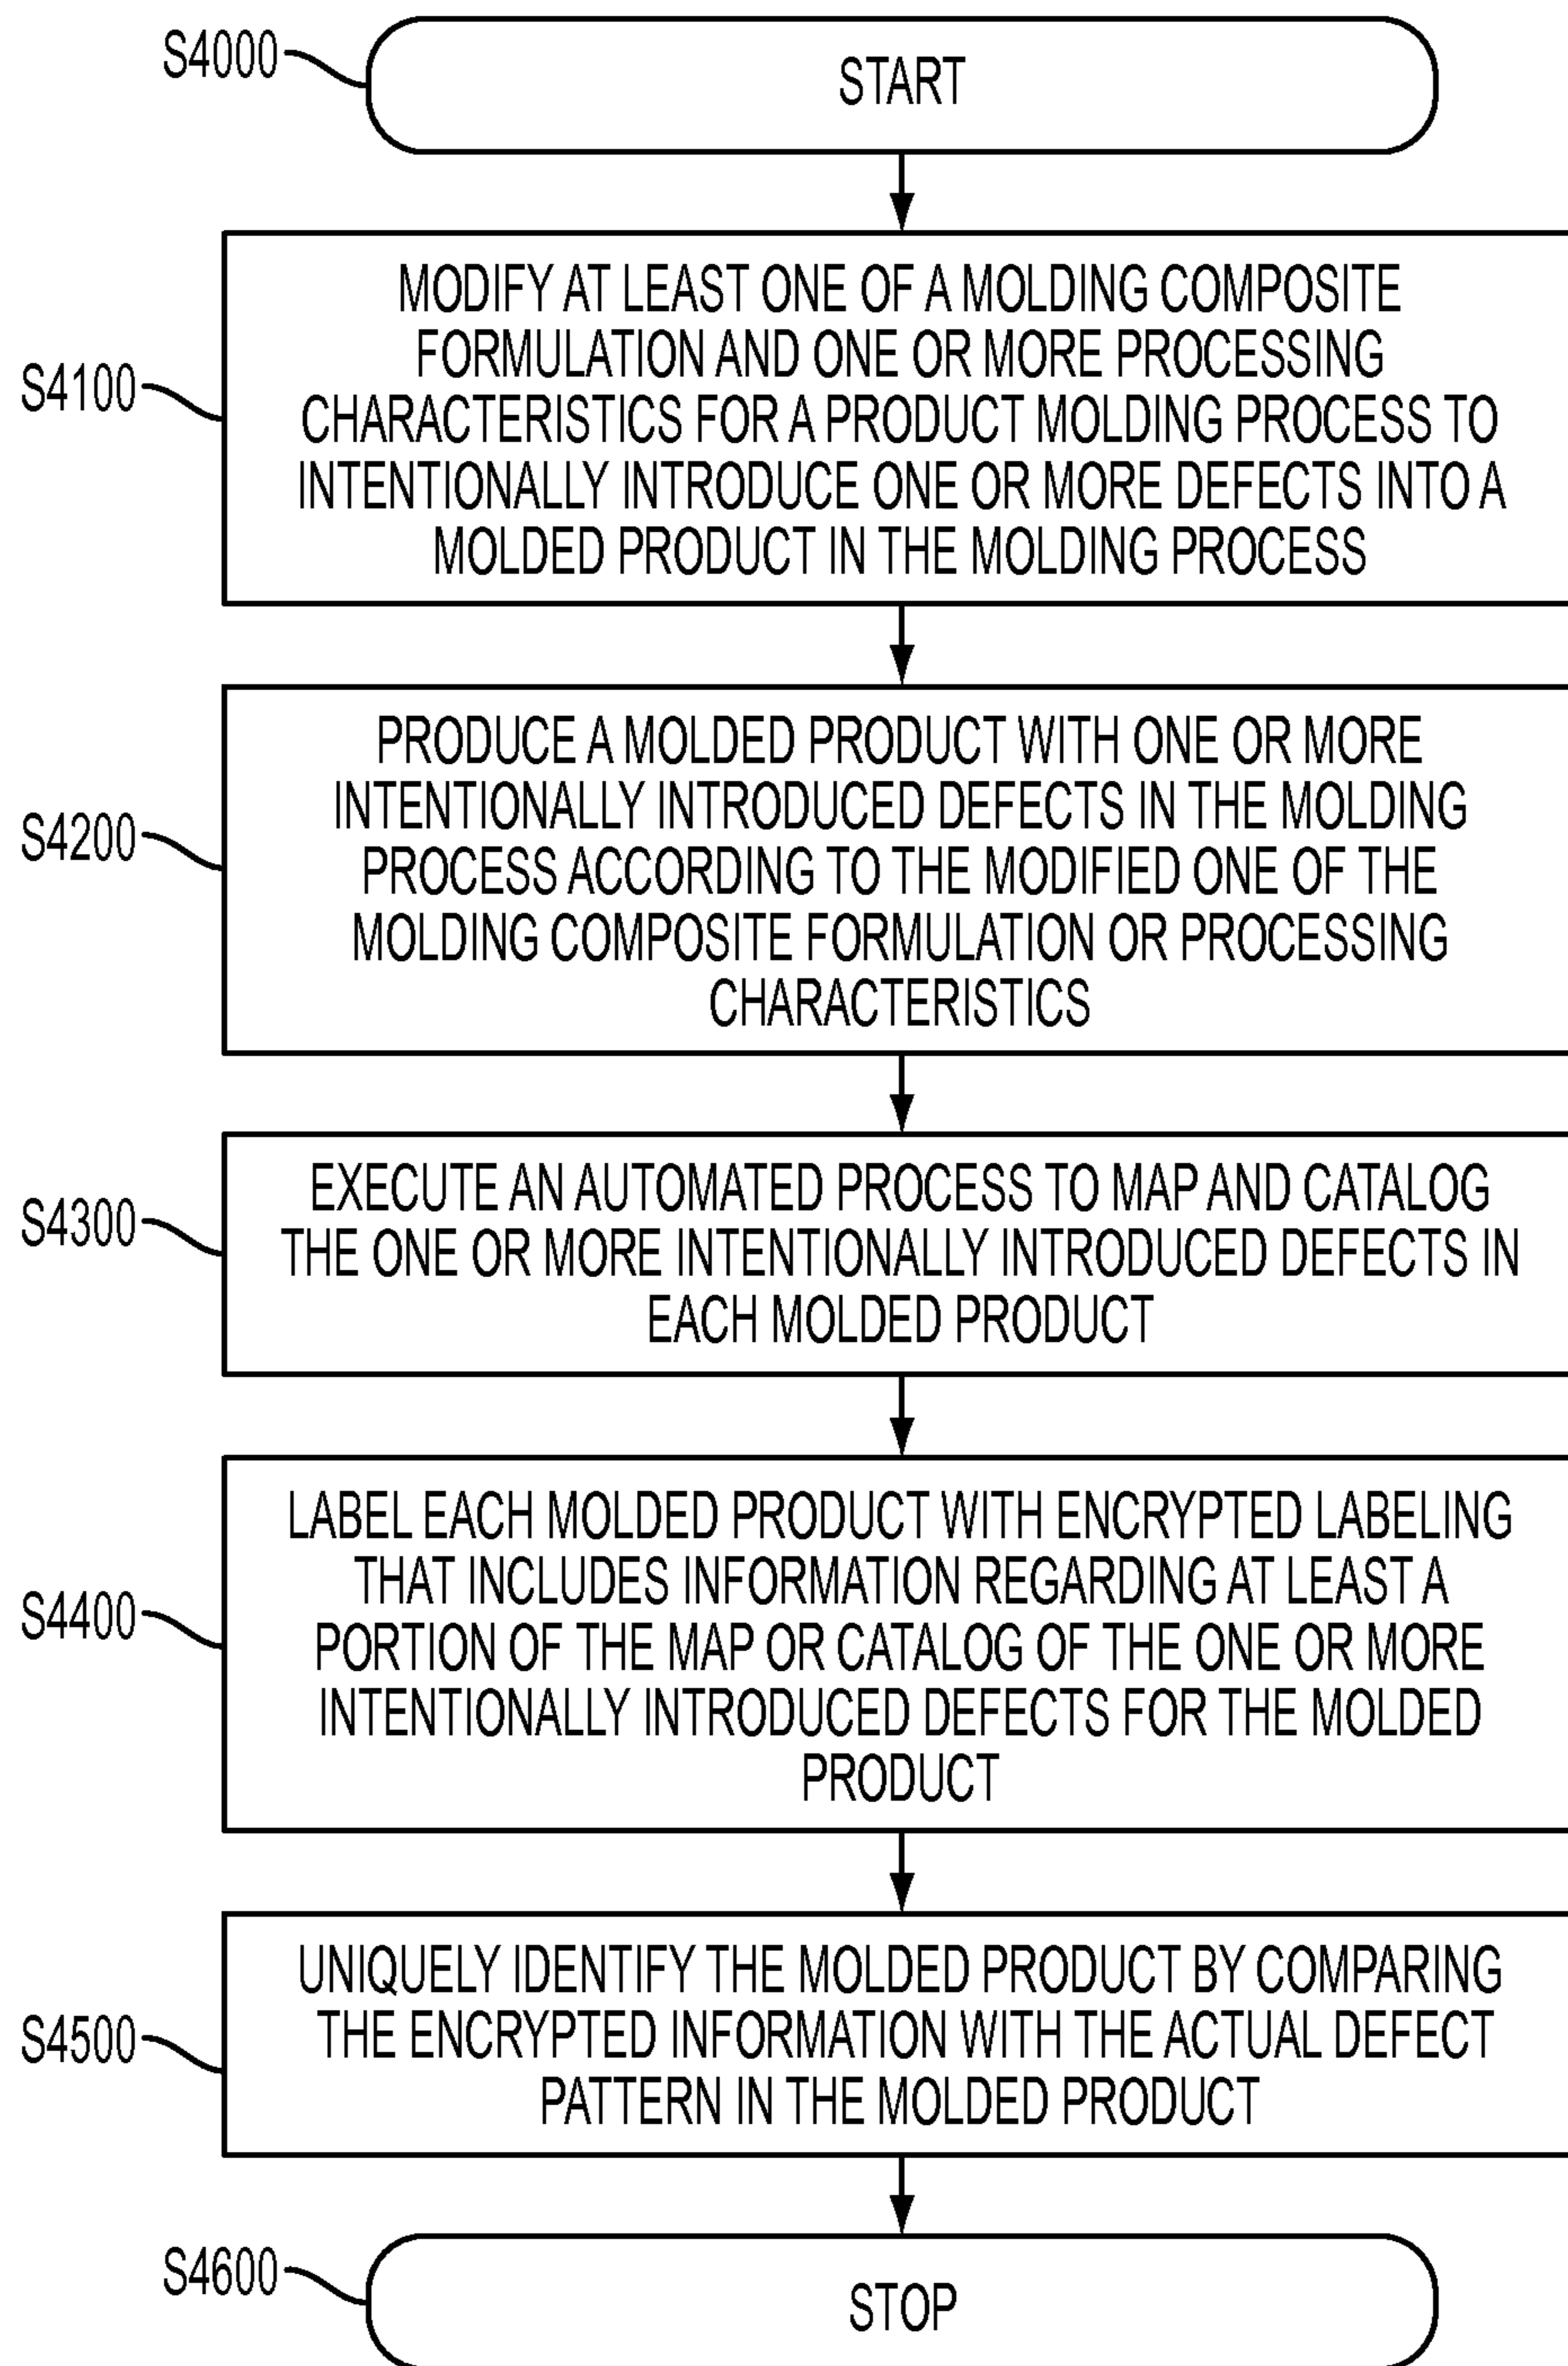 S4000
START
S4100
MODIFY AT LEAST ONE OF A MOLDING COMPOSITE
FORMULATION AND ONE OR MORE PROCESSING
CHARACTERISTICS FOR A PRODUCT MOLDING PROCESS TO
INTENTIONALLY INTRODUCE ONE OR MORE DEFECTS INTO A
MOLDED PRODUCT IN THE MOLDING PROCESS
S4200
PRODUCE A MOLDED PRODUCT WITH ONE OR MORE
INTENTIONALLY INTRODUCED DEFECTS IN THE MOLDING
PROCESS ACCORDING TO THE MODIFIED ONE OF THE
MOLDING COMPOSITE FORMULATION OR PROCESSING
CHARACTERISTICS
S4300
EXECUTE AN AUTOMATED PROCESS TO MAP AND CATALOG
THE ONE OR MORE INTENTIONALLY INTRODUCED DEFECTS IN
EACH MOLDED PRODUCT
S4400
LABEL EACH MOLDED PRODUCT WITH ENCRYPTED LABELING
THAT INCLUDES INFORMATION REGARDING AT LEAST A
PORTION OF THE MAP OR CATALOG OF THE ONE OR MORE
INTENTIONALLY INTRODUCED DEFECTS FOR THE MOLDED
PRODUCT
S4500
UNIQUELY IDENTIFY THE MOLDED PRODUCT BY COMPARING
THE ENCRYPTED INFORMATION WITH THE ACTUAL DEFECT
PATTERN IN THE MOLDED PRODUCT
S4600
STOP